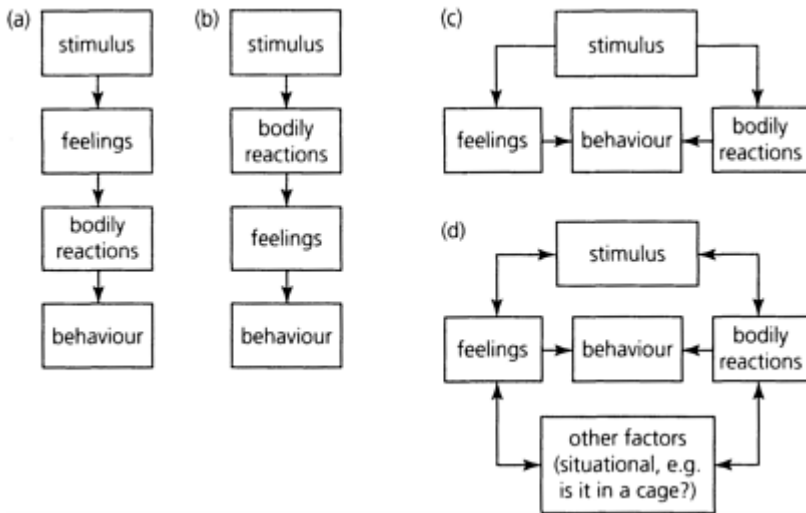 (a)
stimulus
feelings
bodily
reactions
behaviour
(b)
stimulus
bodily
reactions
feelings
behaviour
(c)
stimulus
feelings
behaviour
bodily
reactions
(d)
stimulus
feelings
behaviour
bodily
reactions
other factors
(situational, e.g.
is it in a cage?)